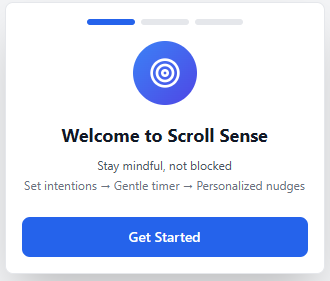 Welcome to Scroll Sense
Stay mindful, not blocked
Set intentions → Gentle timer → Personalized nudges
Get Started